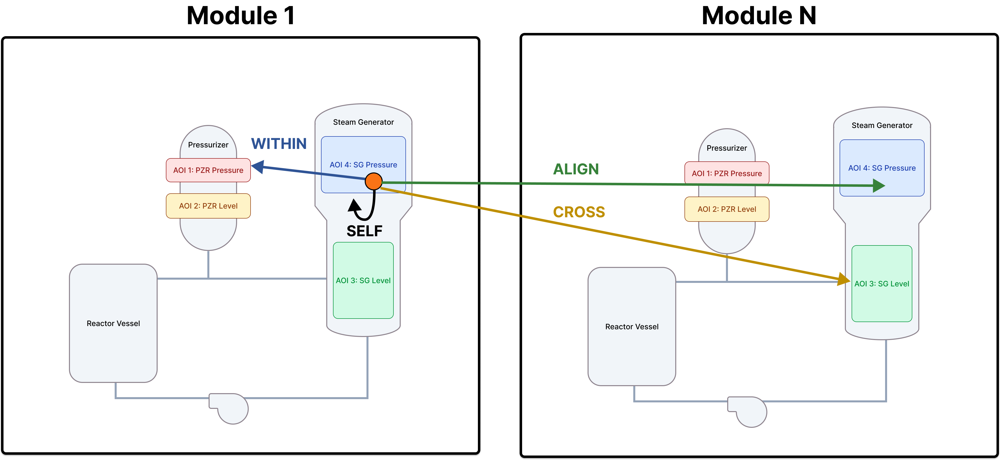 Module 1
Module N
Steam Generator
Pressurizer
WITHIN
AOI 4: SG Pressure
AOI 1: PZR Pressure
AOI 2: PZR Level
SELF
AOI 3: SG Level
Reactor Vessel
ALIGN
CROSS
Steam Generator
Pressurizer
AOI 4: SG Pressure
AOI 1: PZR Pressure
AOI 2: PZR Level
AOI 3: SG Level
Reactor Vessel